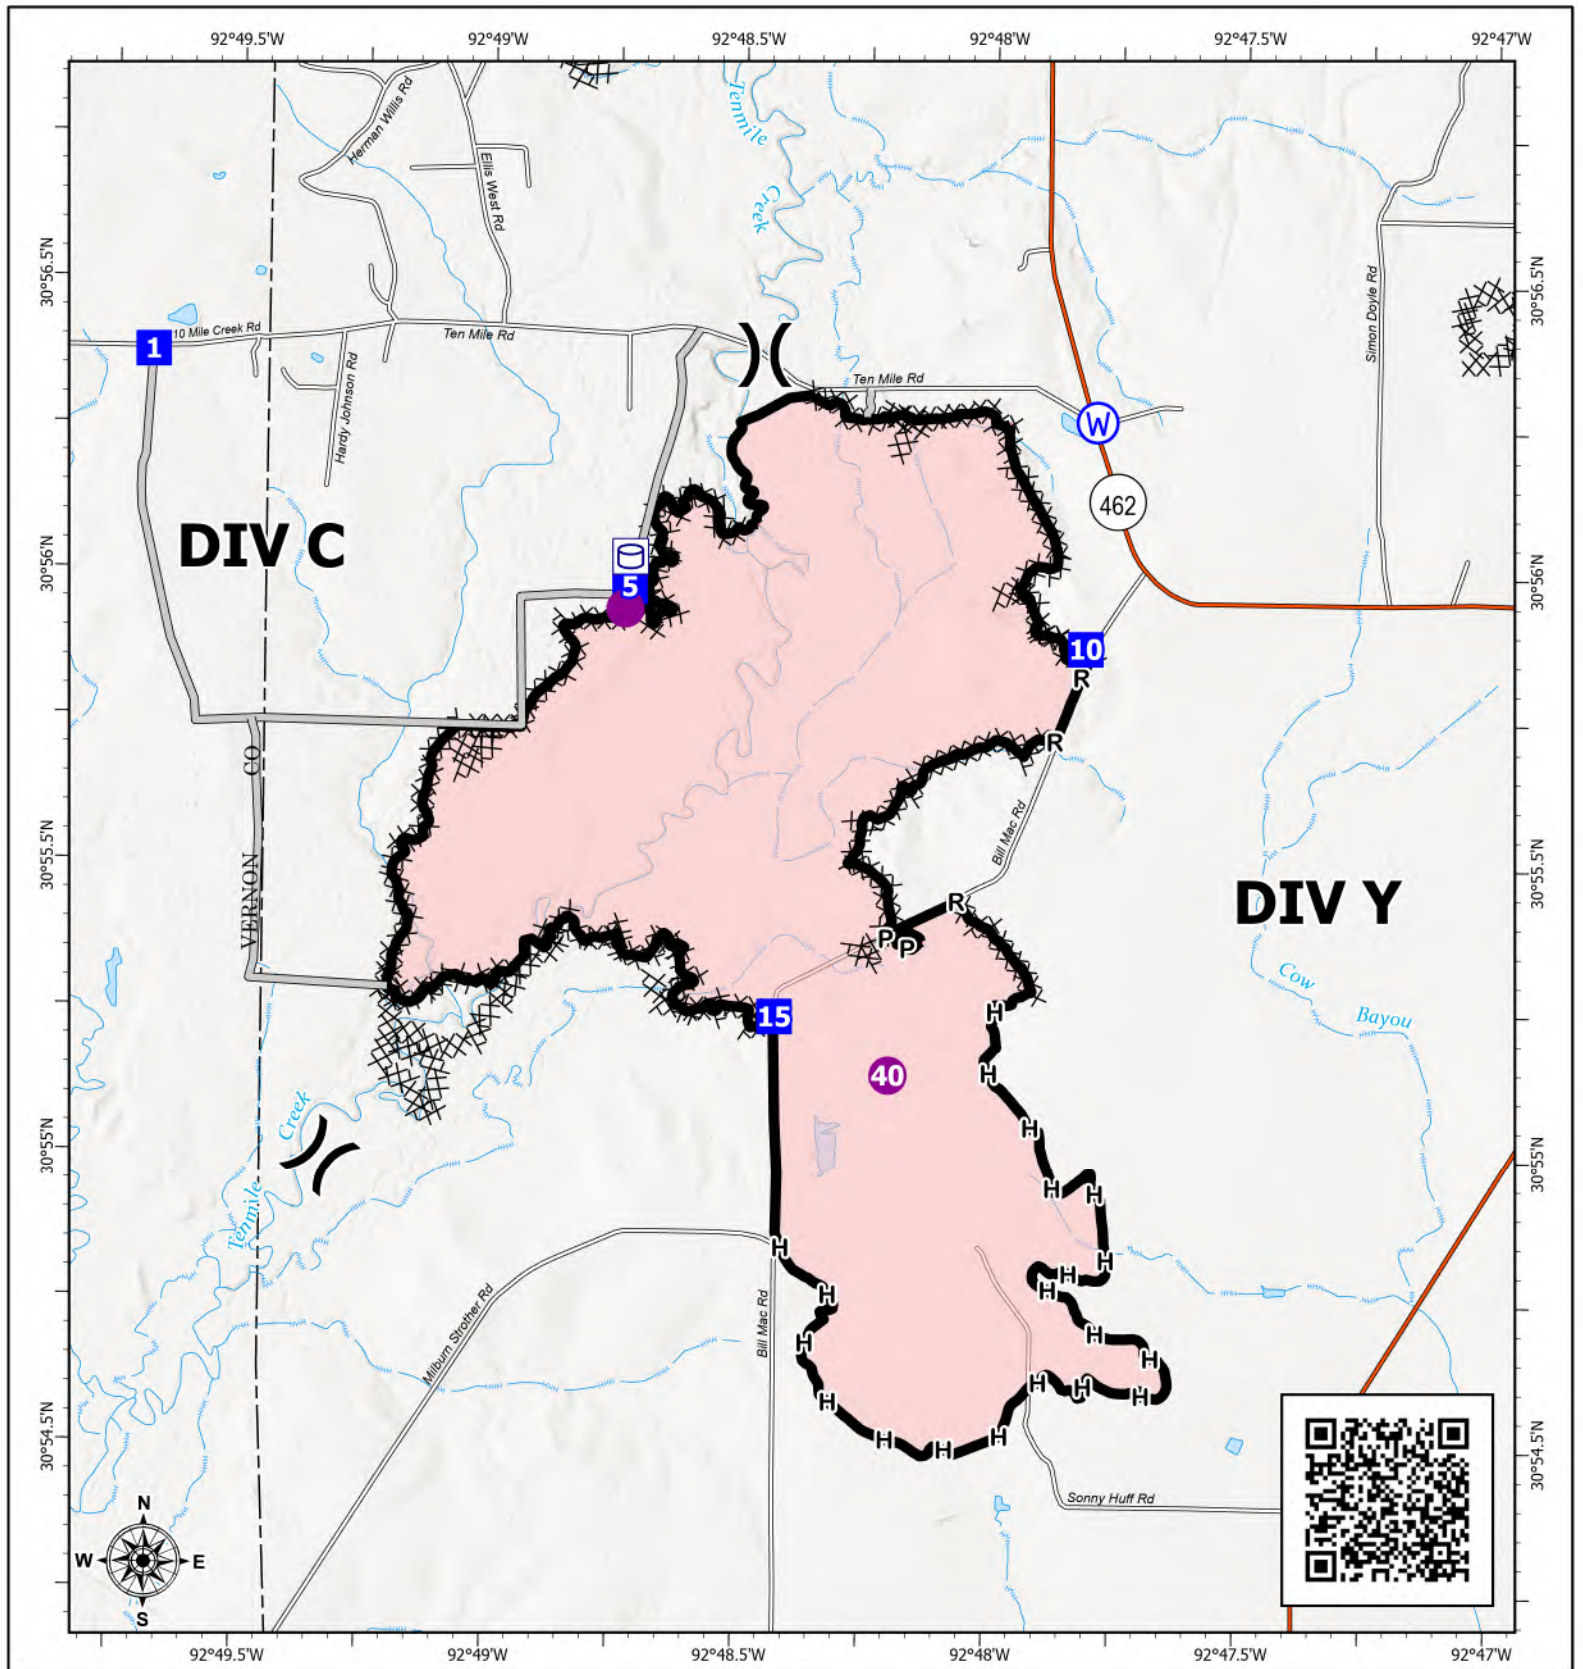 92°49.5'W
92°49'W
92°48.5'W
92°48'W
92°47.5'W
92°47'W
Herman Willis Rd
Ellis West Rd
Tenmile
Creek
30°56.5'N
30°56.5'N
Simon Doyle Rd
1
10 Mile Creek Rd
Ten Mile Rd
Hardy Johnson Rd
Ten Mile Rd
W
462
DIV C
30°56'N
30°56'N
5
10
R
R
VERNON CO
Bill Mac Rd
30°55.5'N
30°55.5'N
DIV Y
R
P
P
Cow
Bayou
15
H
40
H
Creek
H
30°55'N
30°55'N
Tenmile
H
H
H
H
H
H
H
Milburn Strother Rd
Bill Mac Rd
H
H
H
H
H
H
H
H
H
H
H
30°54.5'N
30°54.5'N
Sonny Huff Rd
N
W
E
S
92°49.5'W
92°49'W
92°48.5'W
92°48'W
92°47.5'W
92°47'W